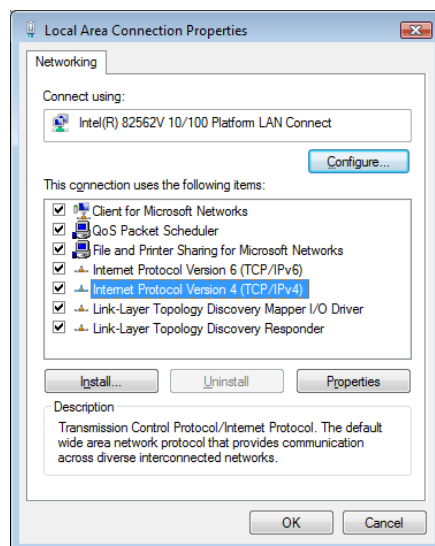 Local Area Connection Properties
Networking
Connect using:
Intel(R) 82562V 10/100 Platform LAN Connect
Configure...
This connection uses the following items:
Client for Microsoft Networks
QoS Packet Scheduler
File and Printer Sharing for Microsoft Networks
Internet Protocol Version 6 (TCP/IPv6)
Internet Protocol Version 4 (TCP/IPv4)
Link-Layer Topology Discovery Mapper I/O Driver
Link-Layer Topology Discovery Responder
Install... Uninstall Properties
Description
Transmission Control Protocol/Internet Protocol. The default
wide area network protocol that provides communication
across diverse interconnected networks.
OK Cancel